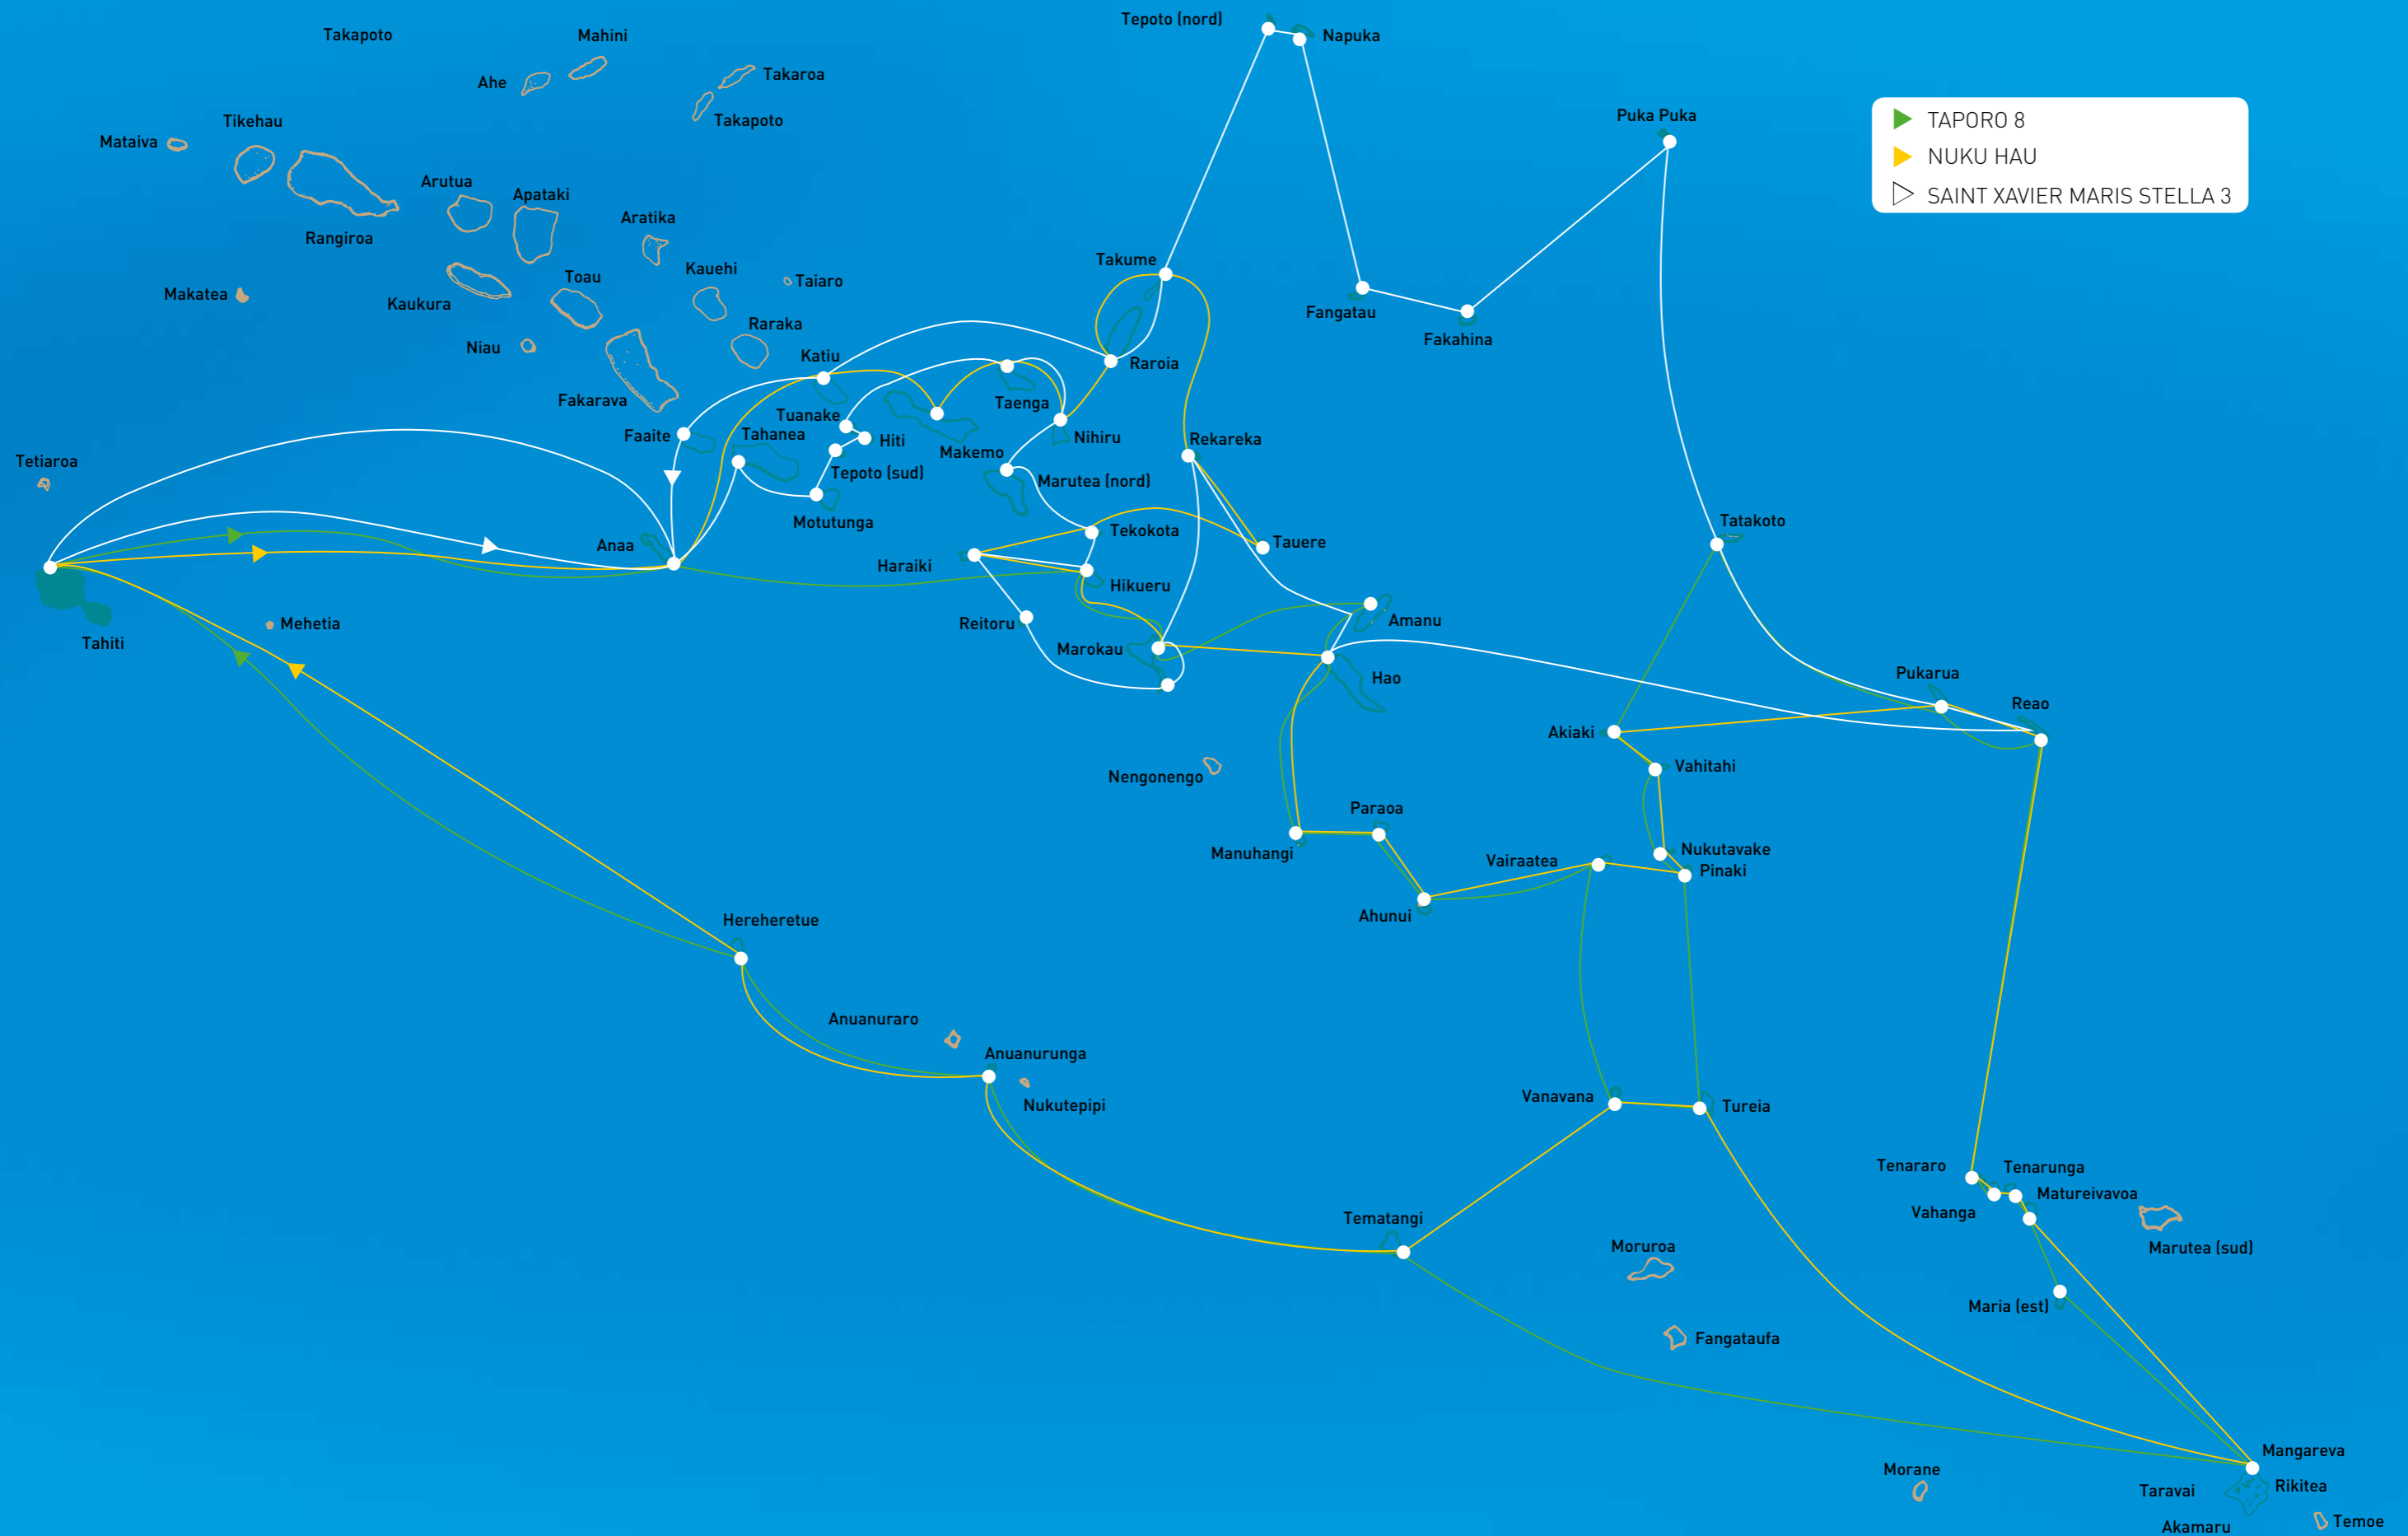 Tepoto (nord)
Takapoto
Mahini
Napuka
Ahe
Takaroa
Takapoto
Puka Puka
TAPORO 8
NUKU HAU
SAINT XAVIER MARIS STELLA 3
Mataiva
Tikehau
Arutua
Apataki
Aratika
Rangiroa
Takume
Kauehi
Toau
Taiaro
Makatea
Kaukura
Raraka
Fangatau
Fakahina
Niau
Katiu
Raroia
Fakarava
Taenga
Tuanake
Faaite
Tahanea
Hiti
Nihiru
Rekareka
Makemo
Tetiaroa
Tepoto (sud)
Marutea (nord)
Motutunga
Tatakoto
Tekokota
Anaa
Tauere
Haraiki
Hikueru
Mehetia
Reitoru
Amanu
Tahiti
Marokau
Hao
Pukarua
Reao
Akiaki
Vahitahi
Nengonengo
Paraoa
Manuhangi
Vairaatea
Nukutavake
Pinaki
Ahunui
Hereheretue
Anuanuraro
Anuanurunga
Nukutepipi
Vanavana
Tureia
Tenararo
Tenarunga
Matureivavoa
Vahanga
Tematangi
Moruroa
Marutea (sud)
Maria (est)
Fangataufa
Mangareva
Morane
Taravai
Rikitea
Akamaru
Temoe